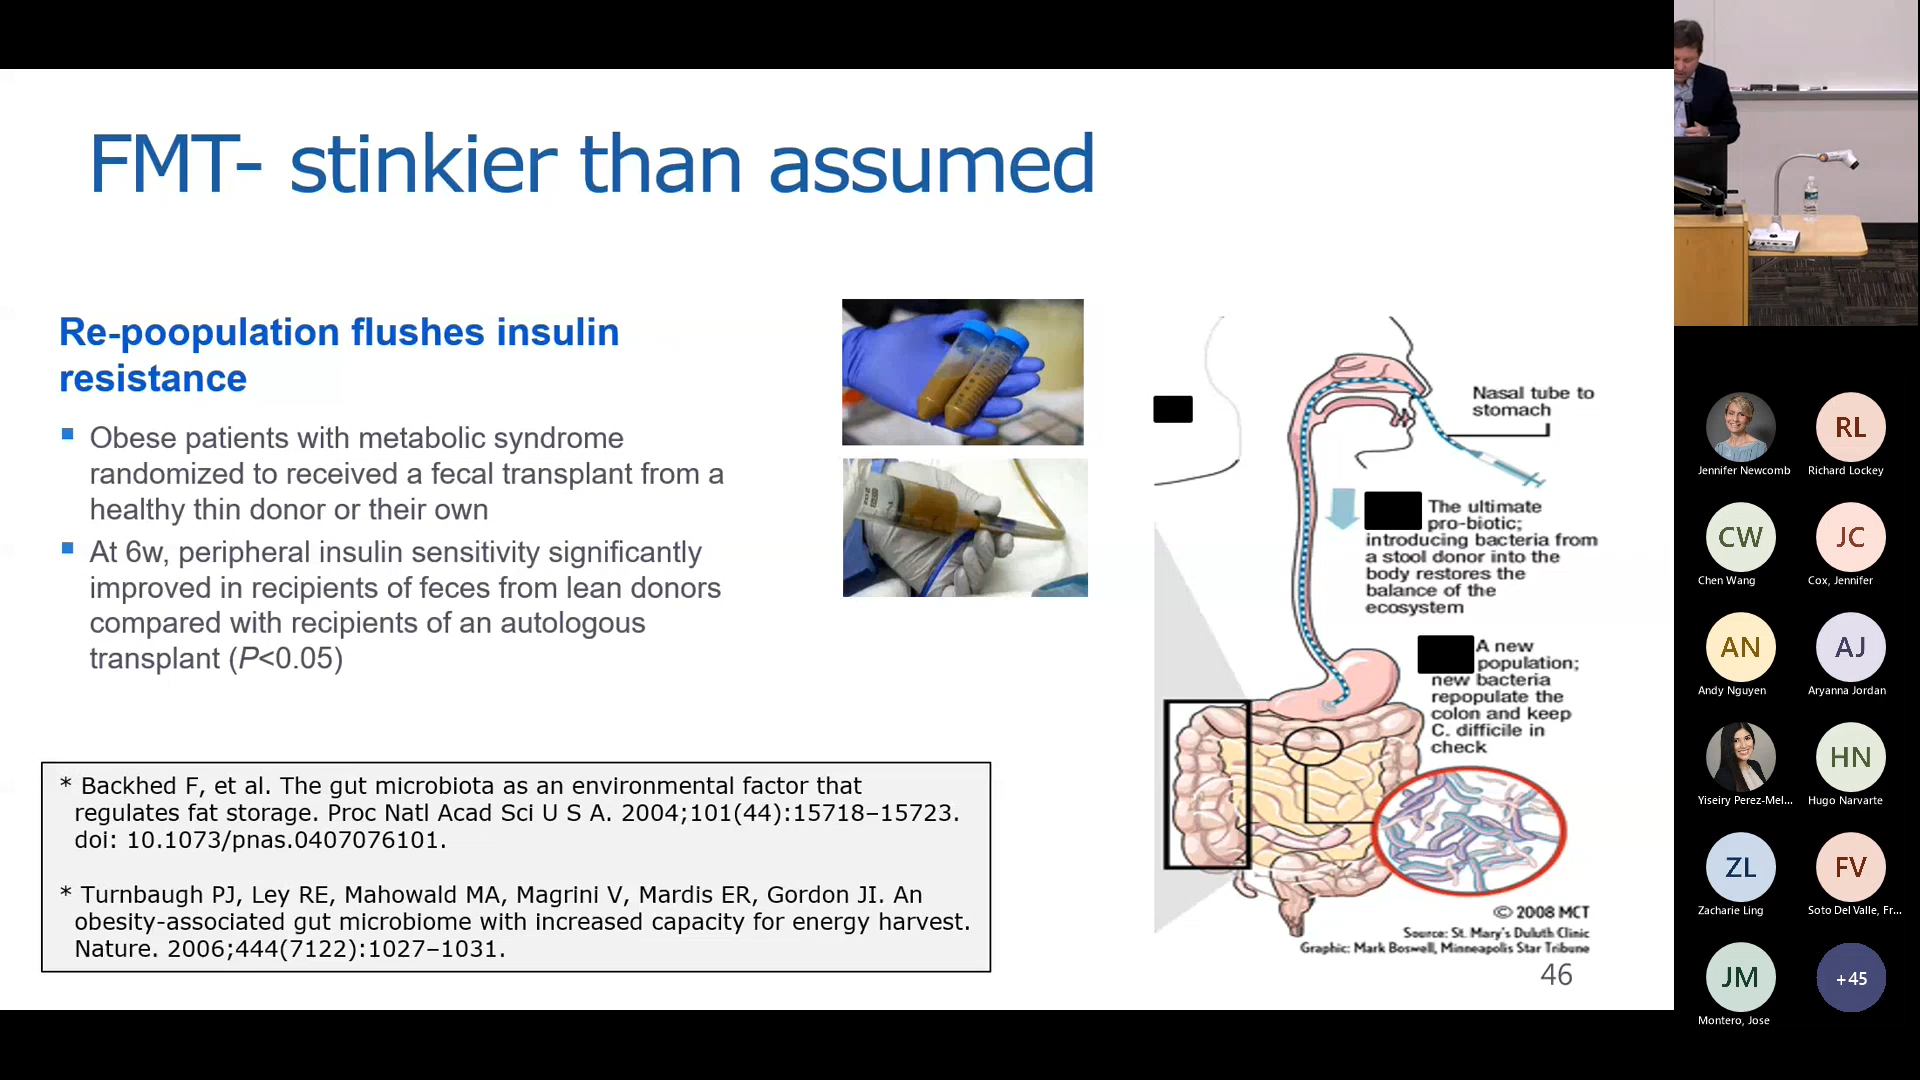 FMT- stinkier than assumed
Re-poopulation flushes insulin
resistance
Obese patients with metabolic syndrome
randomized to received a fecal transplant from a
healthy thin donor or their own
At 6w, peripheral insulin sensitivity significantly
improved in recipients of feces from lean donors
compared with recipients of an autologous
transplant (P<0.05)
* Backhed F, et al. The gut microbiota as an environmental factor that
regulates fat storage. Proc Natl Acad Sci U S A. 2004;101(44):15718–15723.
doi: 10.1073/pnas.0407076101.
* Turnbaugh PJ, Ley RE, Mahowald MA, Magrini V, Mardis ER, Gordon JI. An
obesity-associated gut microbiome with increased capacity for energy harvest.
Nature. 2006;444(7122):1027–1031.
Nasal tube to
stomach
The ultimate
pro-biotic;
introducing bacteria from
a stool donor into the
body restores the
balance of the
ecosystem
A new
population;
new bacteria
repopulate the
colon and keep
C. difficile in
check
© 2008 MCT
Source: St. Mary's Duluth Clinic
Graphic: Mark Boswell, Minneapolis Star Tribune
46
Jennifer Newcomb
RL
Richard Lockey
CW
Chen Wang
JC
Cox, Jennifer
AN
Andy Nguyen
AJ
Aryanna Jordan
Yiseiry Perez-Mel...
HN
Hugo Narvarte
ZL
Zacharie Ling
FV
Soto Del Valle, Fr...
JM
Montero, Jose
+45